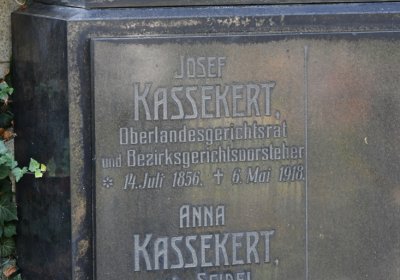 JOSEF
KASSEKERT,
Oberlandesgerichtsrat
und Bezirksgerichtsvorsteher
* 14. Juli 1856. ✝ 6. Mai 1918.
ANNA
KASSEKERT,